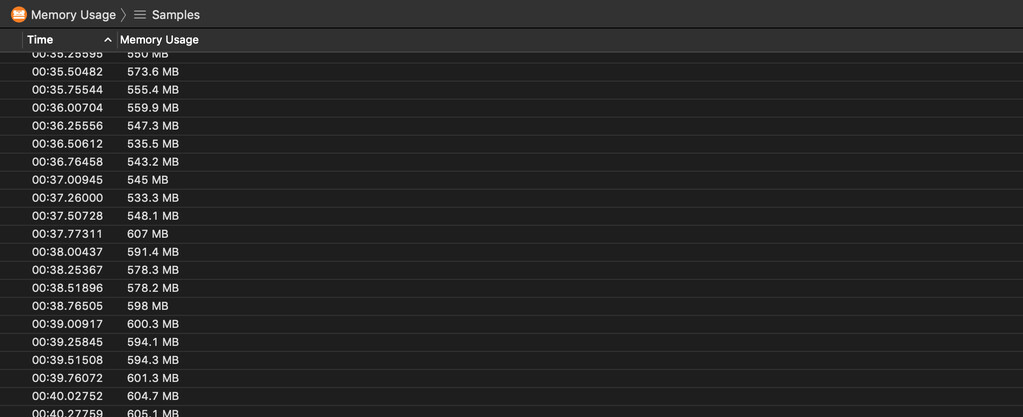 Memory Usage Samples
Time Memory Usage
00:35.25595 550 MB
00:35.50482 573.6 MB
00:35.75544 555.4 MB
00:36.00704 559.9 MB
00:36.25556 547.3 MB
00:36.50612 535.5 MB
00:36.76458 543.2 MB
00:37.00945 545 MB
00:37.26000 533.3 MB
00:37.50728 548.1 MB
00:37.77311 607 MB
00:38.00437 591.4 MB
00:38.25367 578.3 MB
00:38.51896 578.2 MB
00:38.76505 598 MB
00:39.00917 600.3 MB
00:39.25845 594.1 MB
00:39.51508 594.3 MB
00:39.76072 601.3 MB
00:40.02752 604.7 MB
00:40.27759 605.1 MB